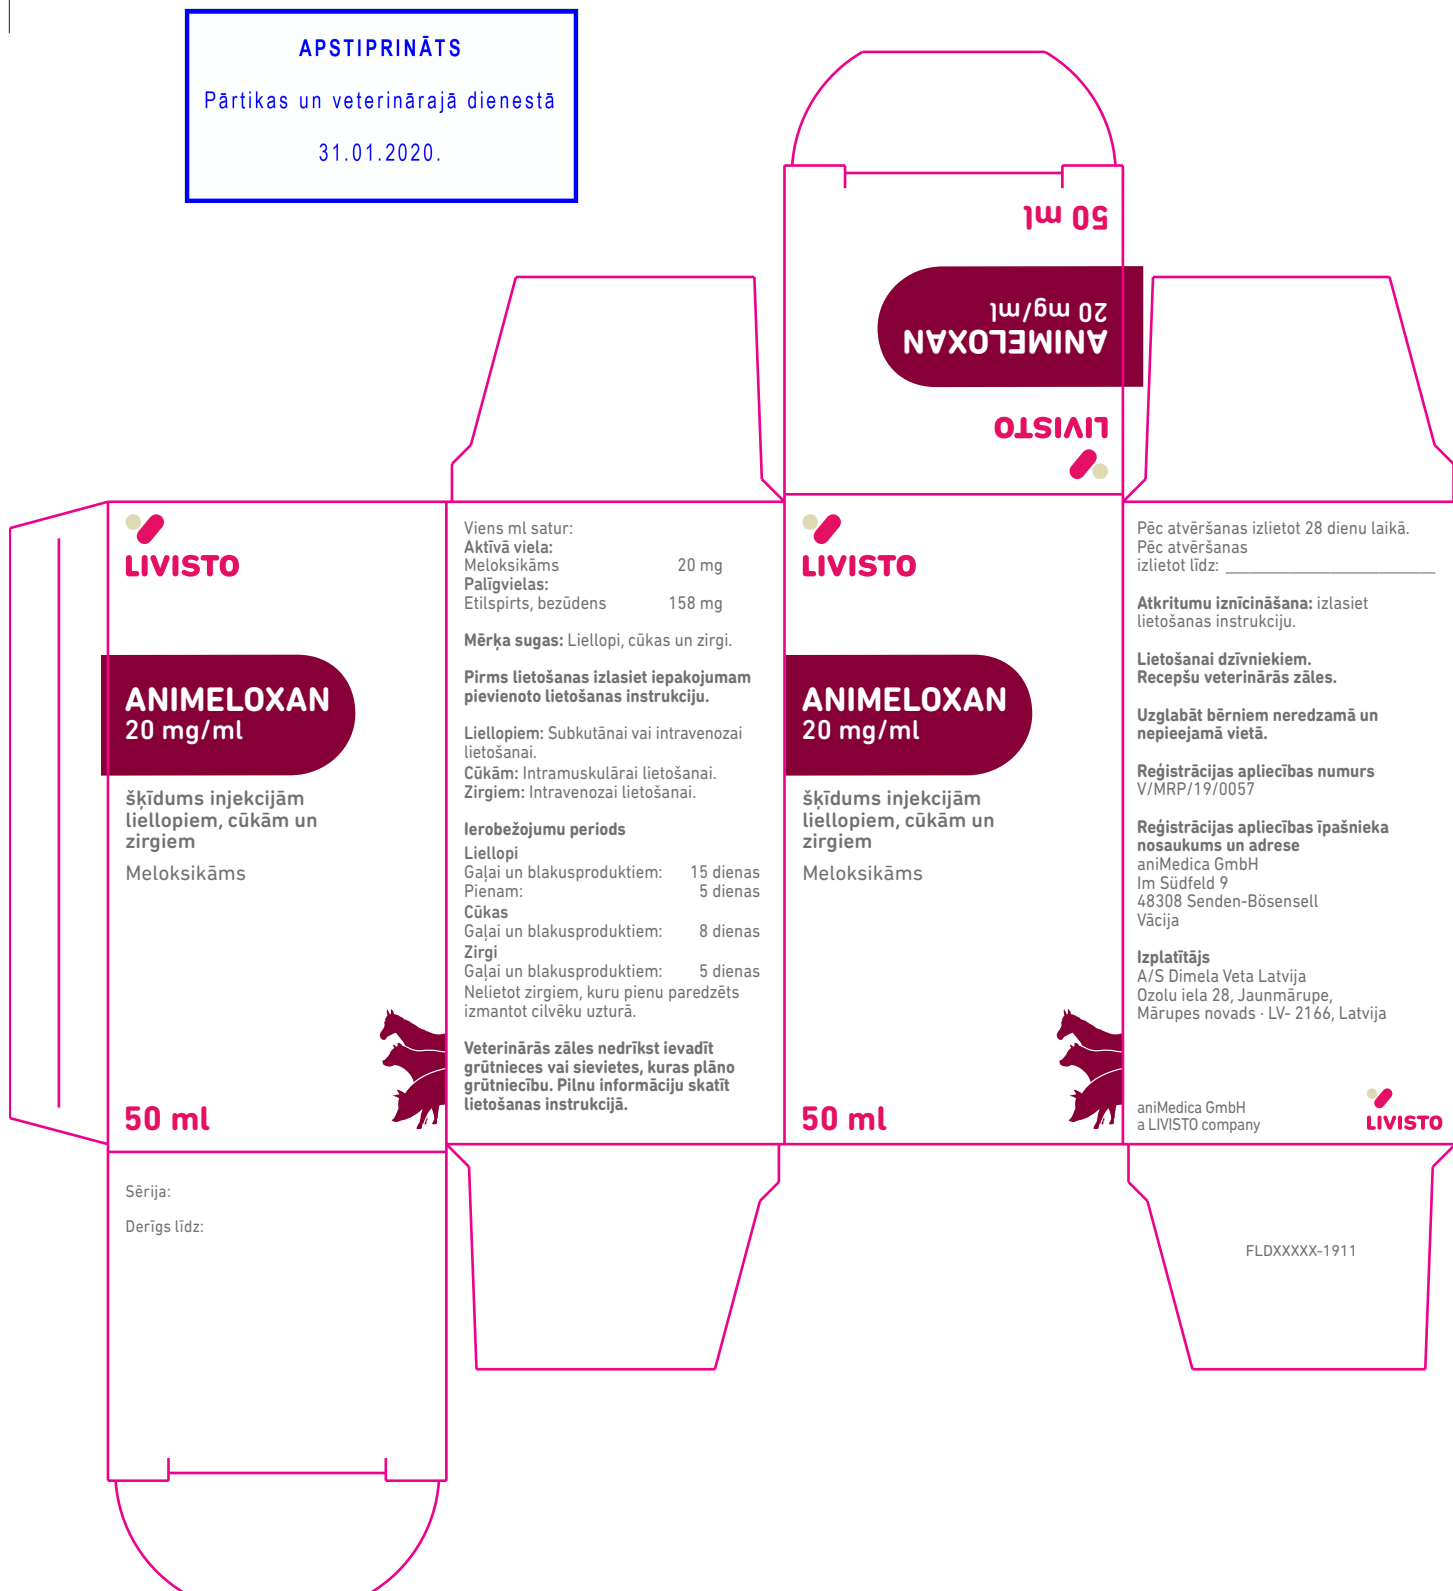 APSTIPRINĀTS
Pārtikas un veterinārajā dienestā
31.01.2020.
50 ml
ANIMELOXAN
20 mg/ml
LIVISTO
LIVISTO
ANIMELOXAN
20 mg/ml
šķīdums injekcijām
liellopiem, cūkām un
zirgiem
Meloksikāms
50 ml
Viens ml satur:
Aktīvā viela:
Meloksikāms 20 mg
Palīgvielas:
Etilspirts, bezūdens 158 mg
Mērķa sugas: Liellopi, cūkas un zirgi.
Pirms lietošanas izlasiet iepakojumam
pievienoto lietošanas instrukciju.
Liellopiem: Subkutānai vai intravenozai
lietošanai.
Cūkām: Intramuskulārai lietošanai.
Zirgiem: Intravenozai lietošanai.
Ierobežojumu periods
Liellopi
Gaļai un blakusproduktiem: 15 dienas
Pienam: 5 dienas
Cūkas
Gaļai un blakusproduktiem: 8 dienas
Zirgi
Gaļai un blakusproduktiem: 5 dienas
Nelietot zirgiem, kuru pienu paredzēts
izmantot cilvēku uzturā.
Veterinārās zāles nedrīkst ievadīt
grūtnieces vai sievietes, kuras plāno
grūtniecību. Pilnu informāciju skatīt
lietošanas instrukcijā.
LIVISTO
ANIMELOXAN
20 mg/ml
šķīdums injekcijām
liellopiem, cūkām un
zirgiem
Meloksikāms
50 ml
Pēc atvēršanas izlietot 28 dienu laikā.
Pēc atvēršanas
izlietot līdz: ________________________
Atkritumu iznīcināšana: izlasiet
lietošanas instrukciju.
Lietošanai dzīvniekiem.
Recepšu veterinārās zāles.
Uzglabāt bērniem neredzamā un
nepieejamā vietā.
Reģistrācijas apliecības numurs
V/MRP/19/0057
Reģistrācijas apliecības īpašnieka
nosaukums un adrese
aniMedica GmbH
Im Südfeld 9
48308 Senden-Bösensell
Vācija
Izplatītājs
A/S Dimela Veta Latvija
Ozolu iela 28, Jaunmārupe,
Mārupes novads · LV- 2166, Latvija
aniMedica GmbH
a LIVISTO company
LIVISTO
Sērija:
Derīgs līdz:
FLDXXXXX-1911